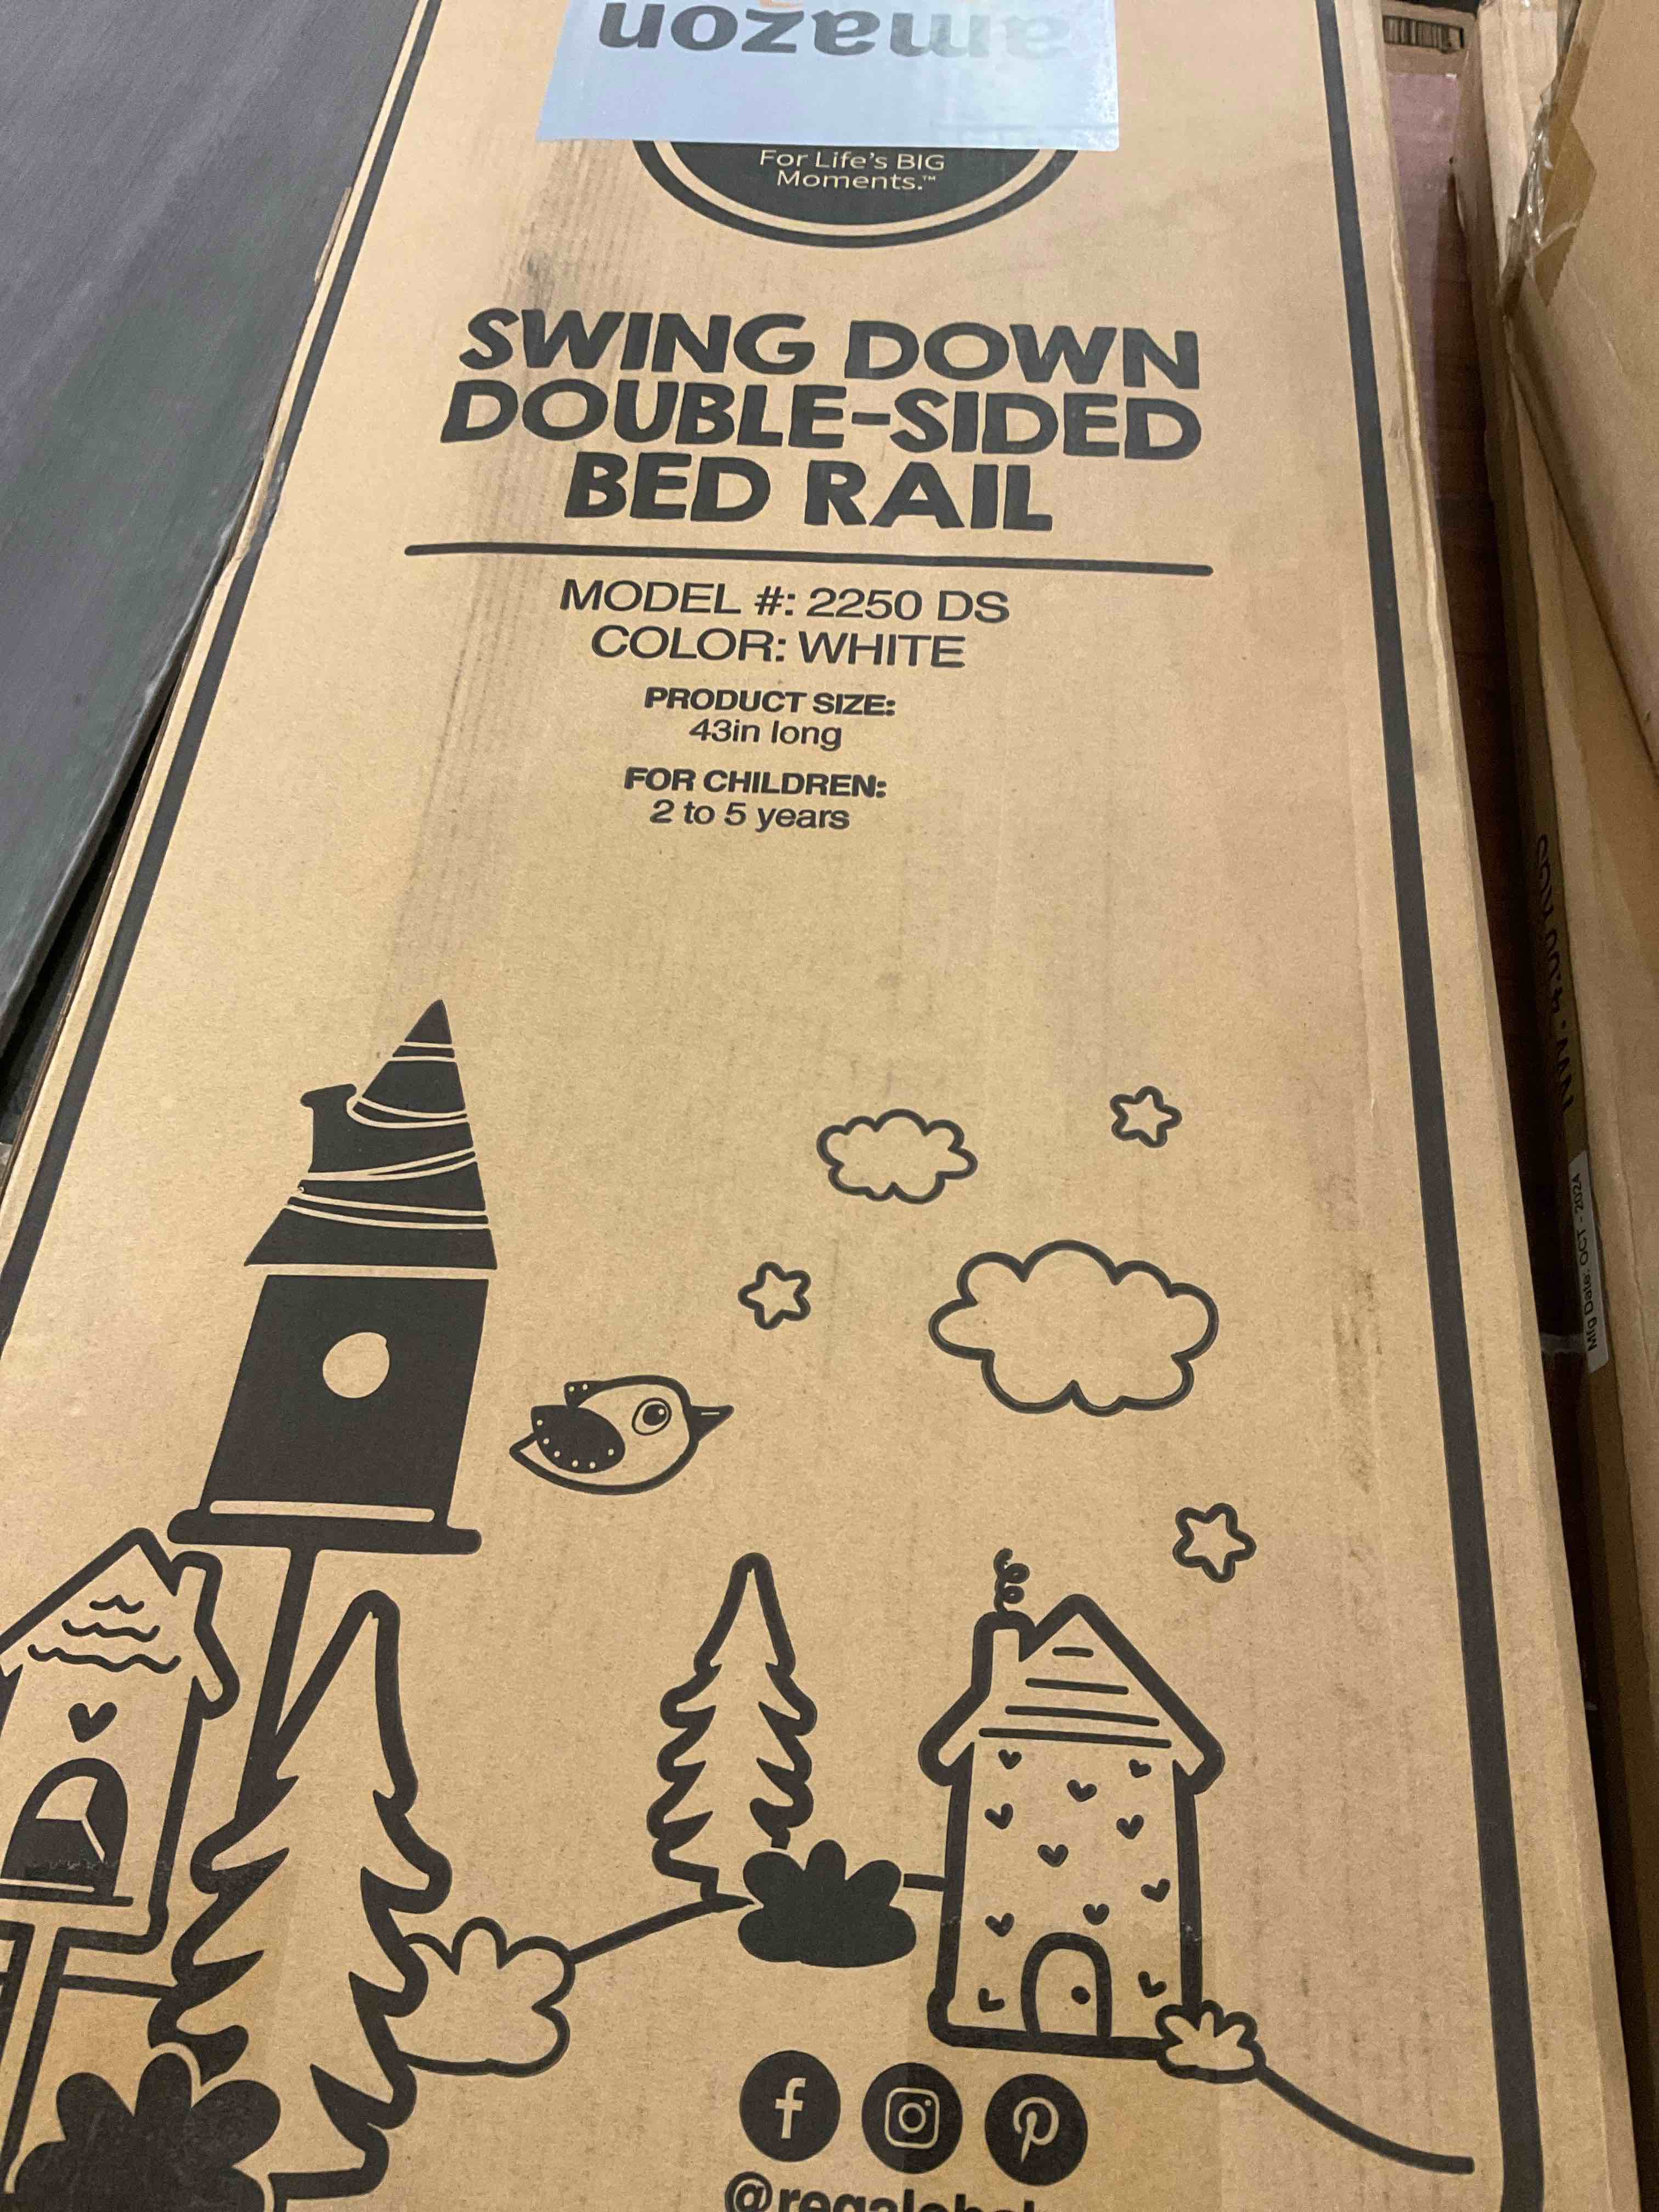 amazon
For Life's BIG
Moments.™
SWING DOWN
DOUBLE-SIDED
BED RAIL
MODEL #: 2250 DS
COLOR: WHITE
PRODUCT SIZE:
43in long
FOR CHILDREN:
2 to 5 years
Mfg Date: OCT - 2024